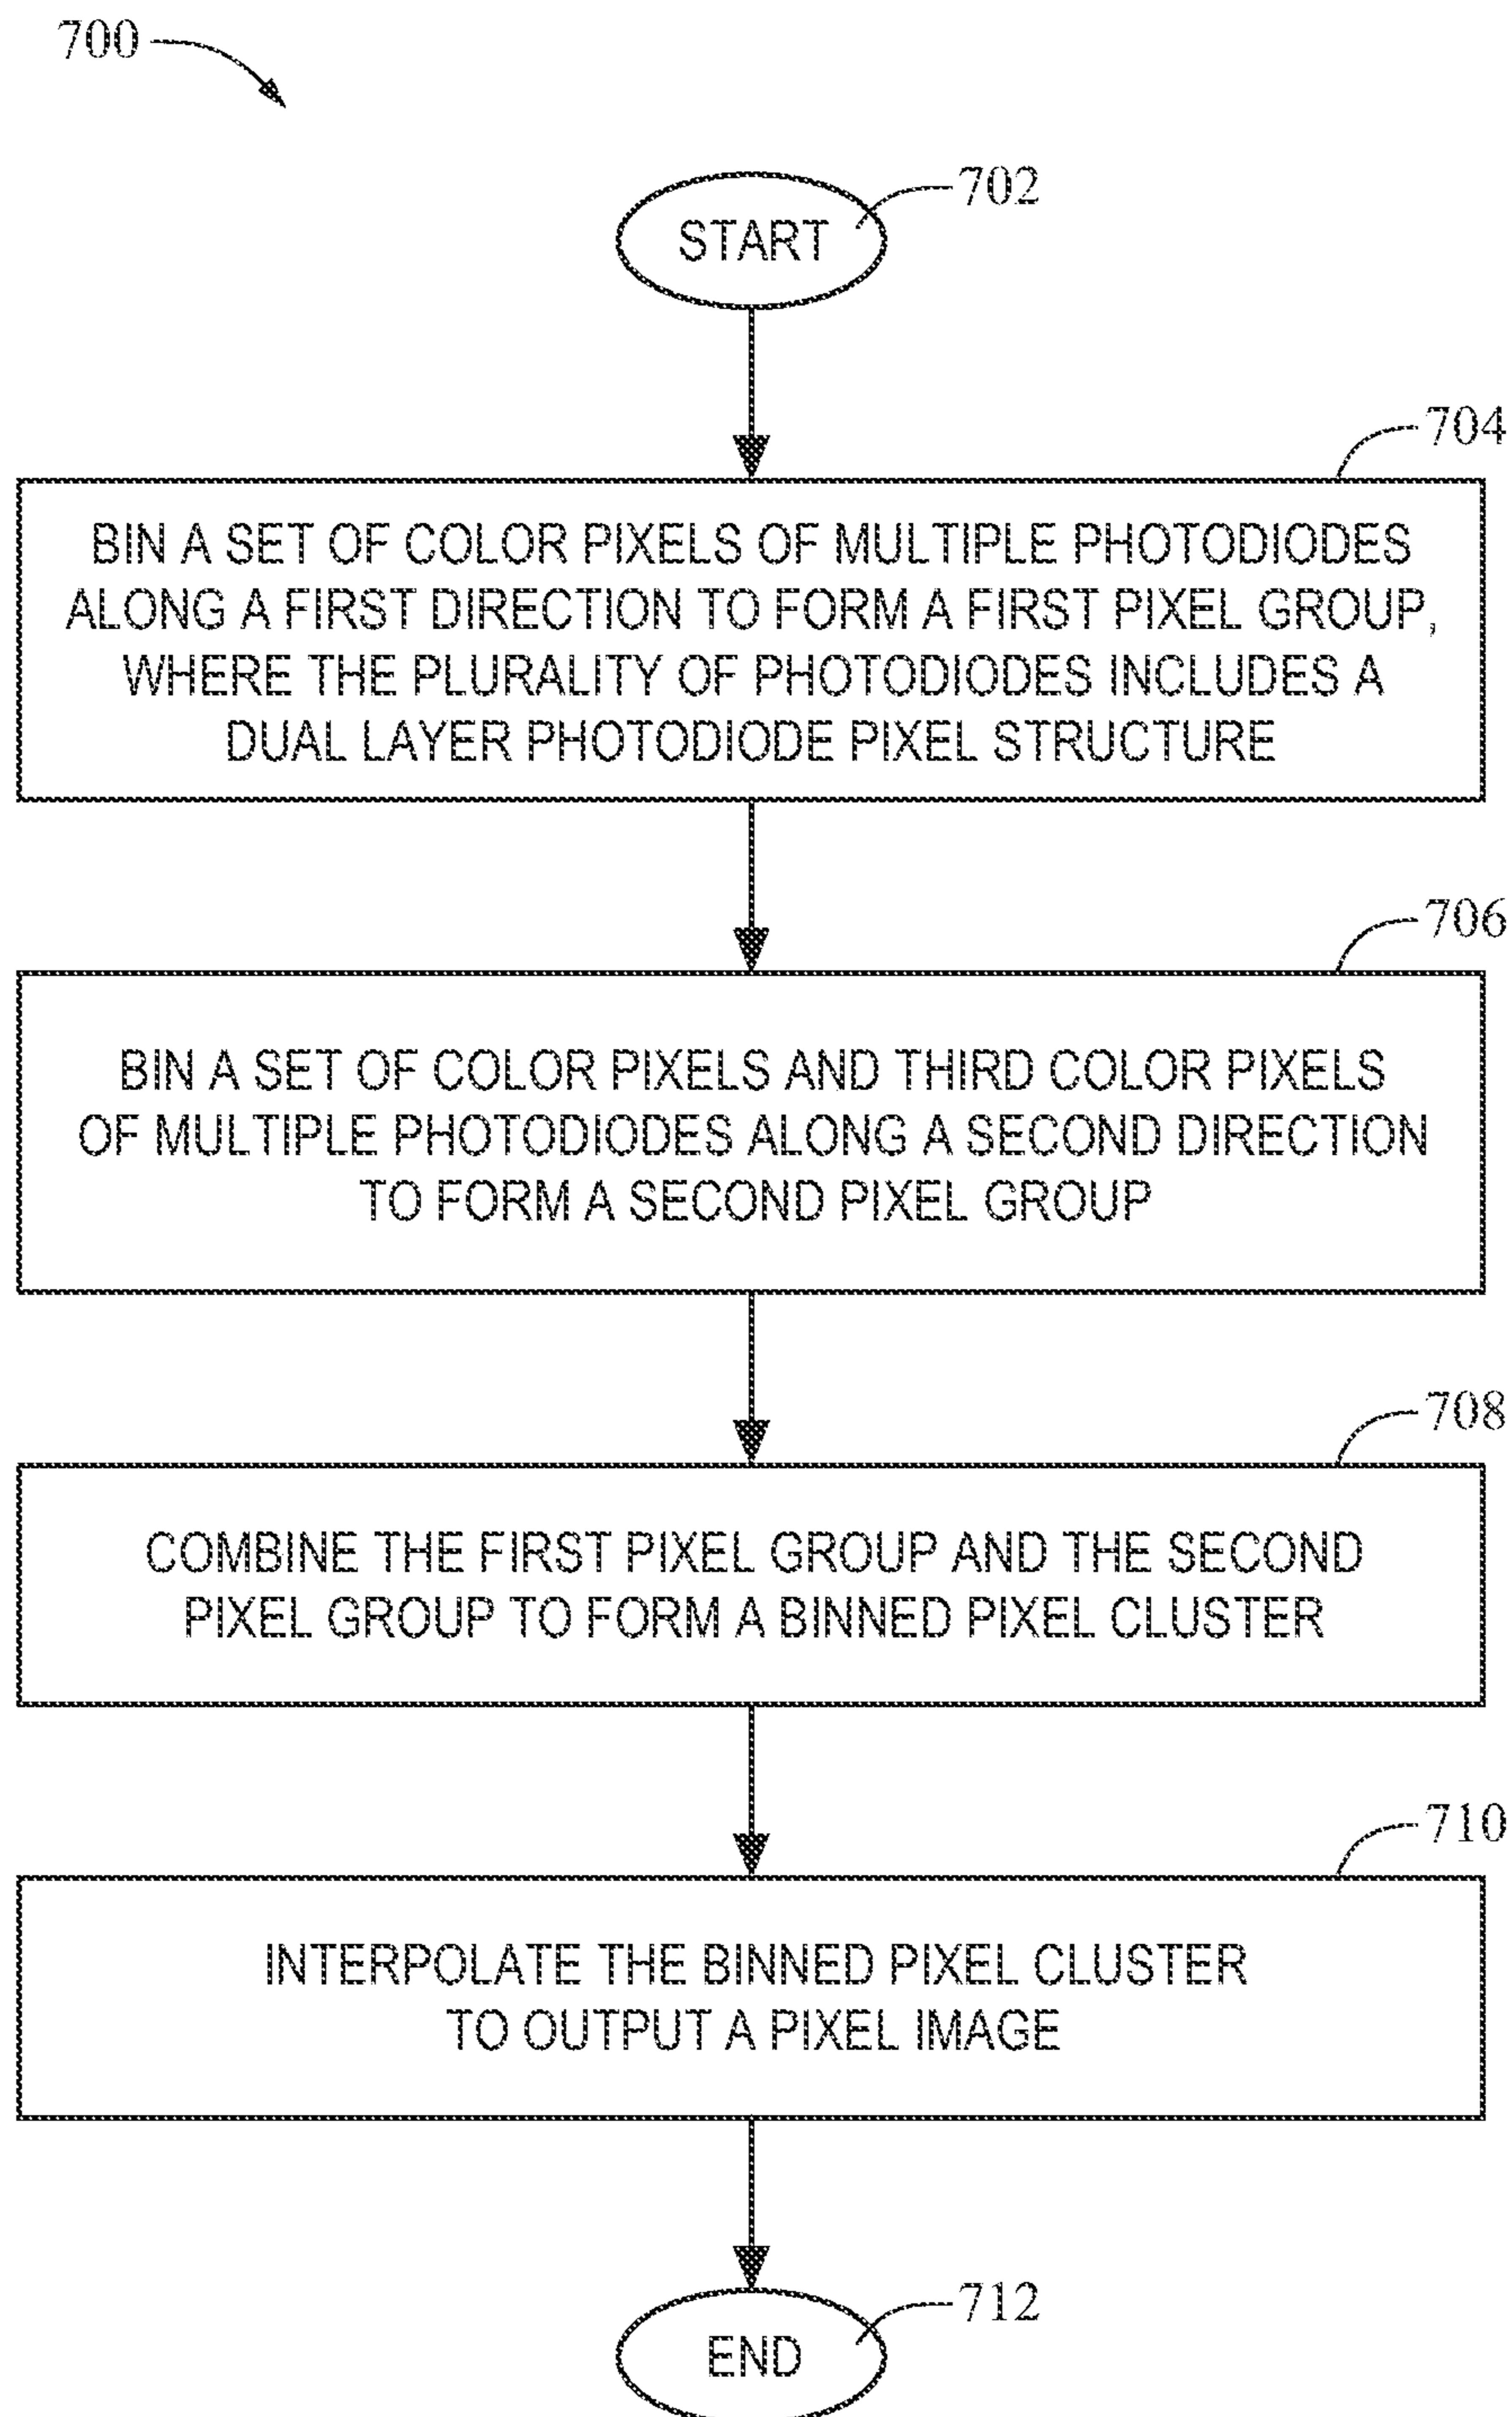 700
702
START
704
BIN A SET OF COLOR PIXELS OF MULTIPLE PHOTODIODES
ALONG A FIRST DIRECTION TO FORM A FIRST PIXEL GROUP,
WHERE THE PLURALITY OF PHOTODIODES INCLUDES A
DUAL LAYER PHOTODIODE PIXEL STRUCTURE
706
BIN A SET OF COLOR PIXELS AND THIRD COLOR PIXELS
OF MULTIPLE PHOTODIODES ALONG A SECOND DIRECTION
TO FORM A SECOND PIXEL GROUP
708
COMBINE THE FIRST PIXEL GROUP AND THE SECOND
PIXEL GROUP TO FORM A BINNED PIXEL CLUSTER
710
INTERPOLATE THE BINNED PIXEL CLUSTER
TO OUTPUT A PIXEL IMAGE
712
END